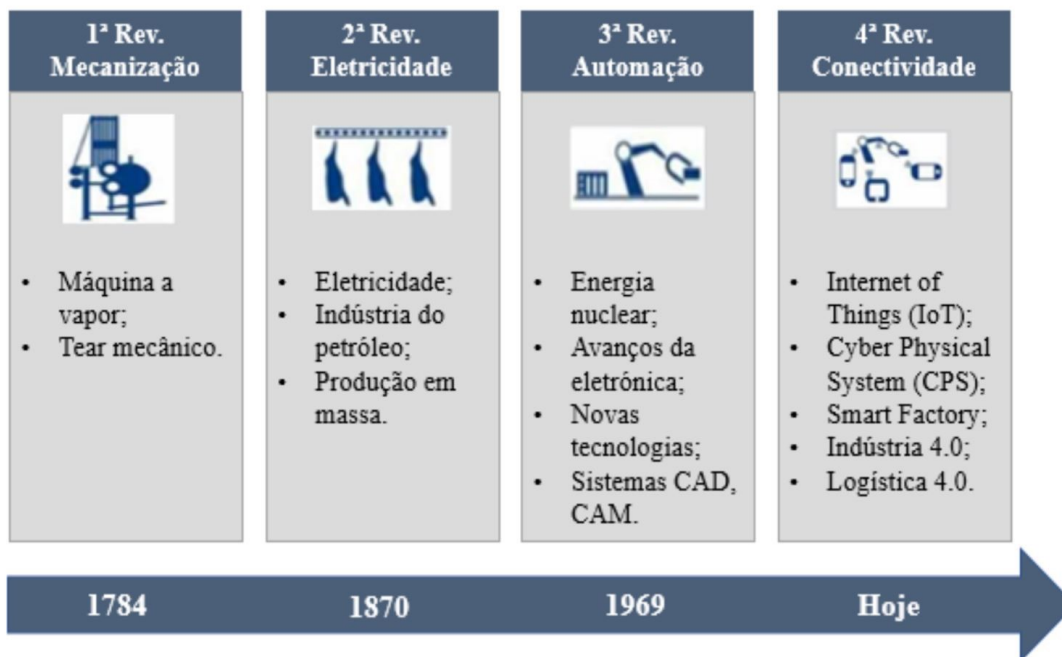 1ª Rev.
Mecanização
2ª Rev.
Eletricidade
3ª Rev.
Automação
4ª Rev.
Conectividade
• Máquina a
vapor;
• Tear mecânico.
• Eletricidade;
• Indústria do
petróleo;
• Produção em
massa.
• Energia
nuclear;
• Avanços da
eletrónica;
• Novas
tecnologias;
• Sistemas CAD,
CAM.
• Internet of
Things (IoT);
• Cyber Physical
System (CPS);
• Smart Factory;
• Indústria 4.0;
• Logística 4.0.
1784
1870
1969
Hoje